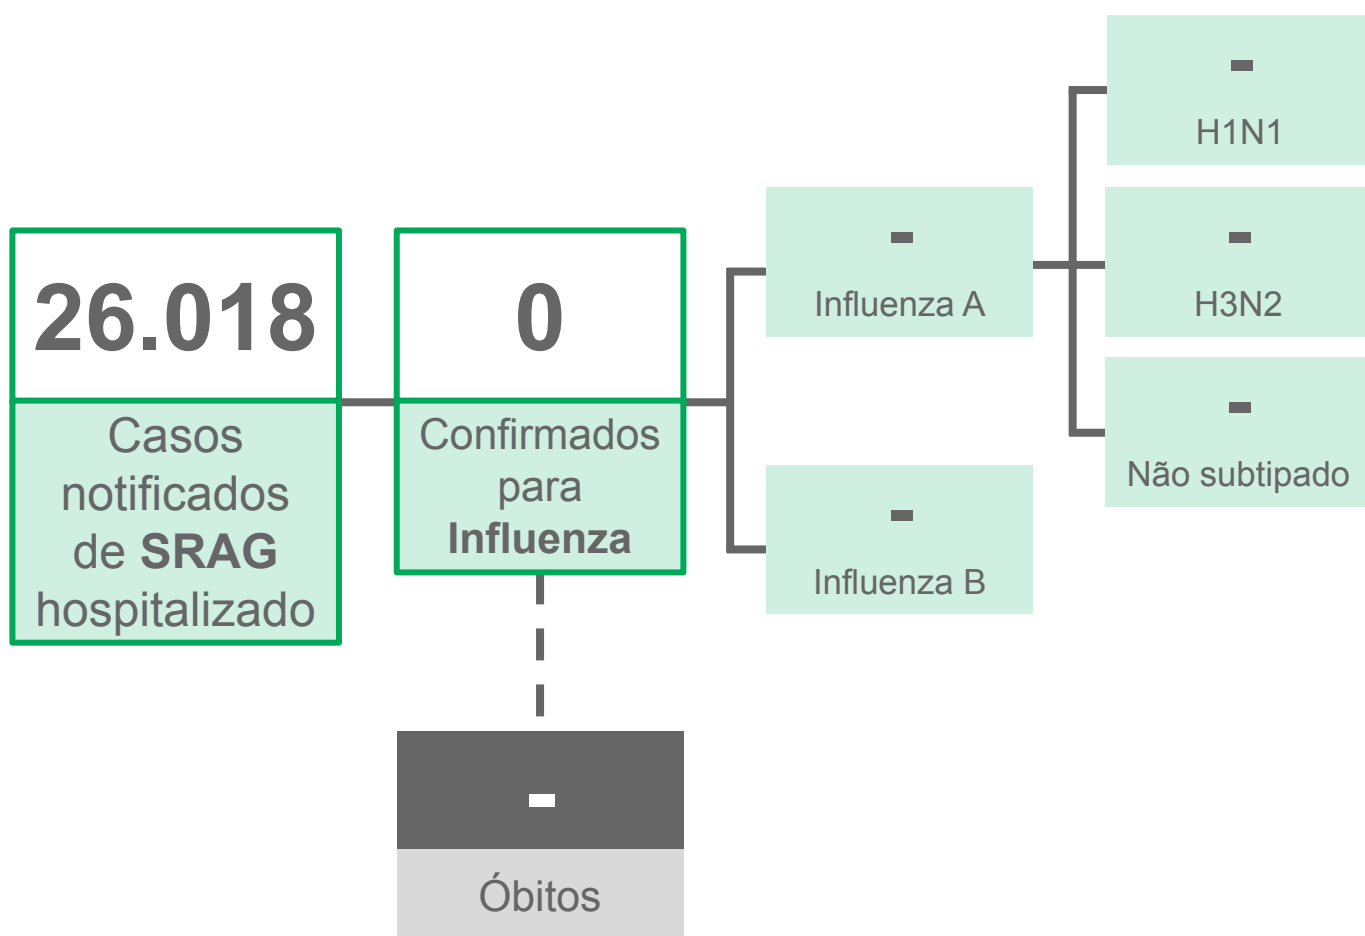 26.018
Casos
notificados
de SRAG
hospitalizado
0
Confirmados
para
Influenza
-
Óbitos
-
Influenza A
-
Influenza B
-
H1N1
-
H3N2
-
Não subtipado